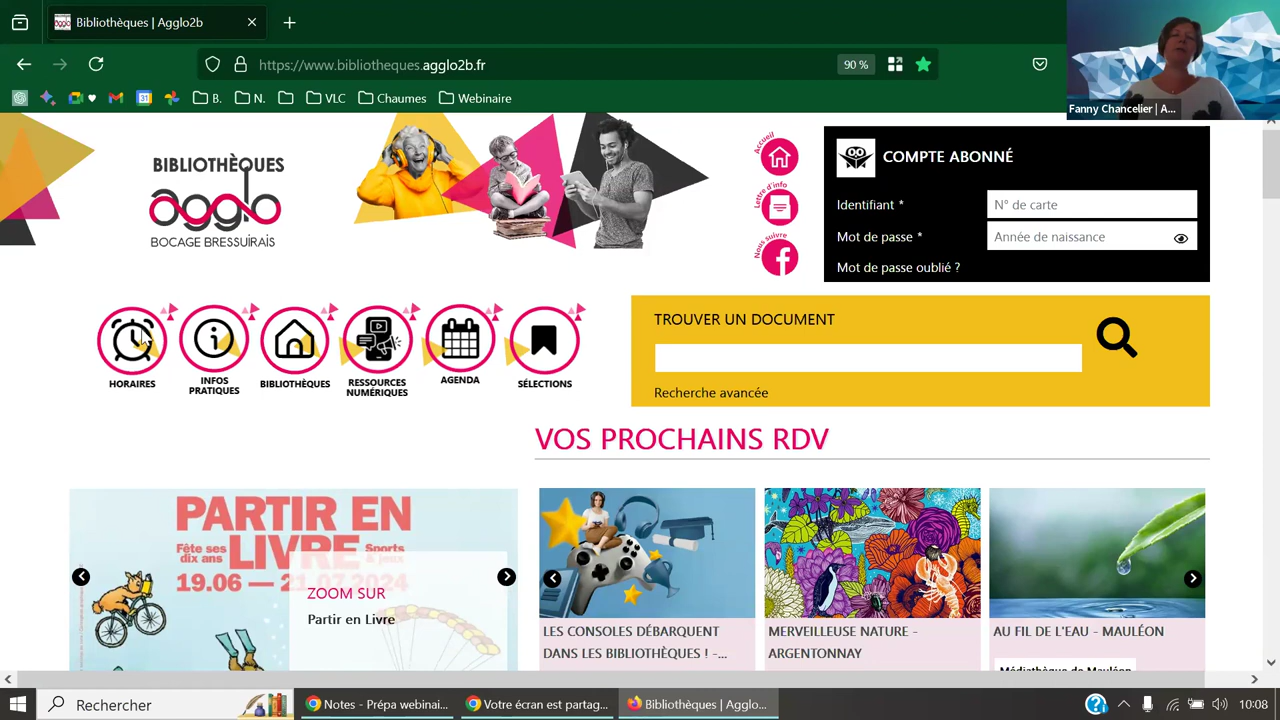 Bibliothèques | Agglo2b
https://www.bibliotheques.agglo2b.fr
90 %
B.
N.
VLC
Chaumes
Webinaire
Fanny Chancelier | A...
BIBLIOTHÈQUES
agglo
BOCAGE BRESSUIRAIS
Accueil
Lettre d'info
Nous suivre
COMPTE ABONNÉ
Identifiant *
N° de carte
Mot de passe *
Année de naissance
Mot de passe oublié ?
HORAIRES
INFOS
PRATIQUES
BIBLIOTHÈQUES
RESSOURCES
NUMÉRIQUES
AGENDA
SÉLECTIONS
TROUVER UN DOCUMENT
Recherche avancée
VOS PROCHAINS RDV
PARTIR EN
Fête ses
dix ans
LIVRE
Sports
& jeux
19.06 — 21.07.2024
ZOOM SUR
Partir en Livre
LES CONSOLES DÉBARQUENT
DANS LES BIBLIOTHÈQUES ! -...
MERVEILLEUSE NATURE -
ARGENTONNAY
AU FIL DE L'EAU - MAULÉON
Médiathèque de Mauléon
Rechercher
Notes - Prépa webinai...
Votre écran est partag...
Bibliothèques | Agglo...
10:08